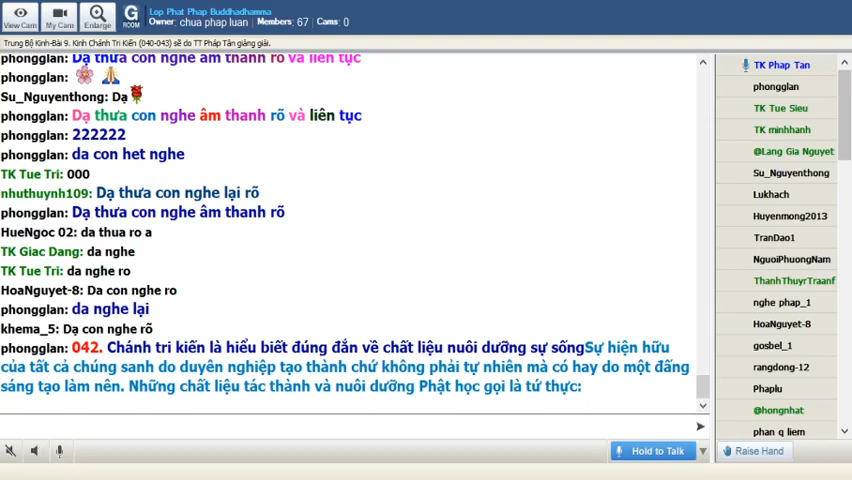 Lop Phat Phap Buddhadhamma
Owner: chua phap luan Members: 67 Cams: 0
View Cam
My Cam
Enlarge
G
ROOM
Trung Bộ Kinh-Bài 9. Kinh Chánh Tri Kiến (040-043) sẽ do TT Pháp Tân giảng giải.
phongglan: Dạ thưa con nghe âm thanh rõ và liên tục
phongglan:
Su_Nguyenthong: Dạ
phongglan: Dạ thưa con nghe âm thanh rõ và liên tục
phongglan: 222222
phongglan: da con het nghe
TK Tue Tri: 000
nhuthuynh109: Dạ thưa con nghe lại rõ
phongglan: Dạ thưa con nghe âm thanh rõ
HueNgoc 02: da thua ro a
TK Giac Dang: da nghe
TK Tue Tri: da nghe ro
HoaNguyet-8: Da con nghe ro
phongglan: da nghe lại
khema_5: Dạ con nghe rõ
phongglan: 042. Chánh tri kiến là hiểu biết đúng đắn về chất liệu nuôi dưỡng sự sốngSự hiện hữu
của tất cả chúng sanh do duyên nghiệp tạo thành chứ không phải tự nhiên mà có hay do một đấng
sáng tạo làm nên. Những chất liệu tác thành và nuôi dưỡng Phật học gọi là tứ thực:
Hold to Talk
Raise Hand
TK Phap Tan
phongglan
TK Tue Sieu
TK minhhanh
@Lang Gia Nguyet
Su_Nguyenthong
Lukhach
Huyenmong2013
TranDao1
NguoiPhuongNam
ThanhThuyrTraanf
nghe phap_1
HoaNguyet-8
gosbel_1
rangdong-12
Phaplu
@hongnhat
phan q liem